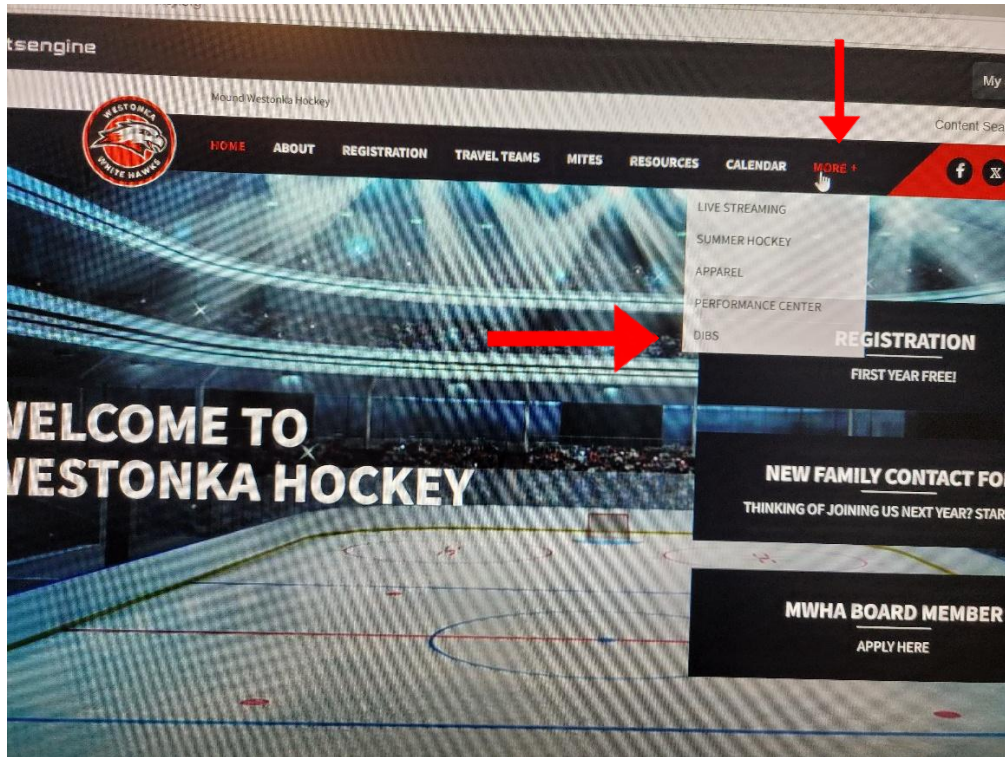 tsengine
My
Mound Westonka Hockey
Content Sea
WESTONKA
WHITE HAWKS
HOME
ABOUT
REGISTRATION
TRAVEL TEAMS
MITES
RESOURCES
CALENDAR
MORE +
f
X
LIVE STREAMING
SUMMER HOCKEY
APPAREL
PERFORMANCE CENTER
DIBS
REGISTRATION
FIRST YEAR FREE!
WELCOME TO
WESTONKA HOCKEY
NEW FAMILY CONTACT FO
THINKING OF JOINING US NEXT YEAR? STAR
MWHA BOARD MEMBER
APPLY HERE